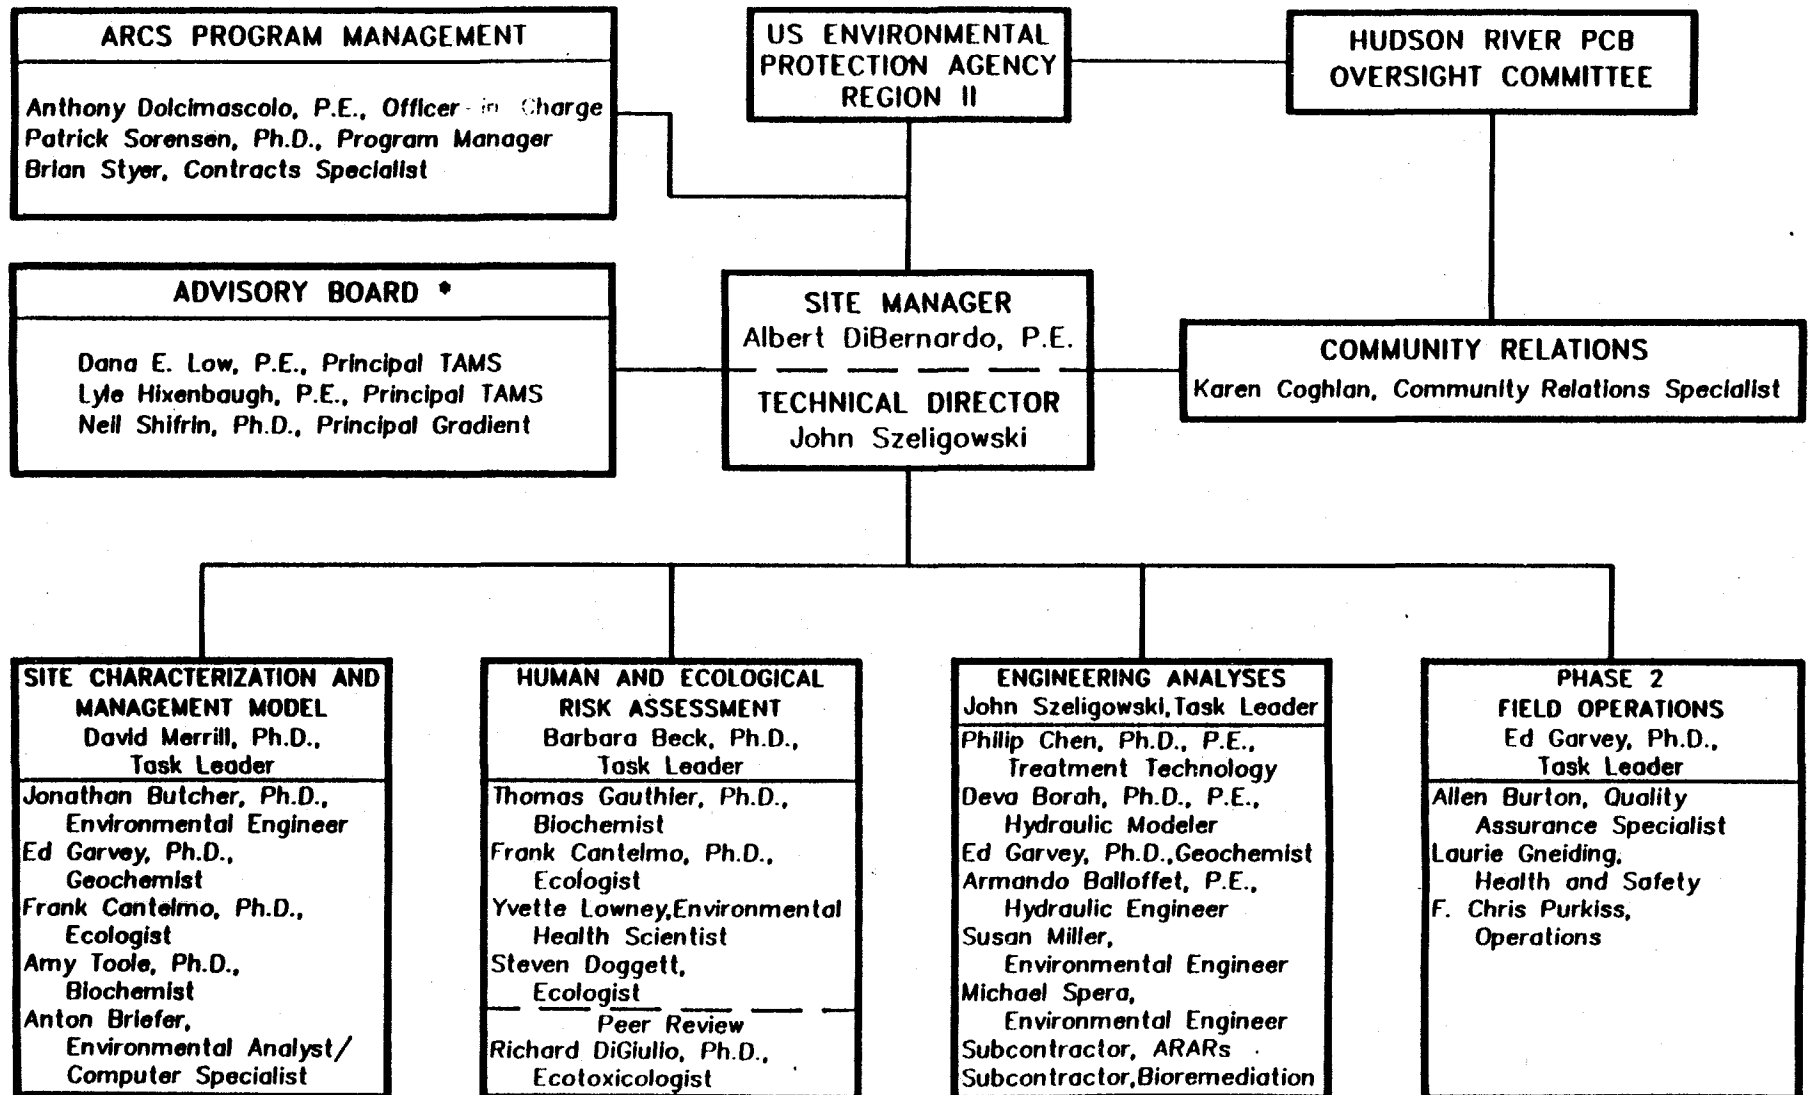 ARCS PROGRAM MANAGEMENT
Anthony Dolcimascolo, P.E., Officer in Charge
Patrick Sorensen, Ph.D., Program Manager
Brian Styer, Contracts Specialist
US ENVIRONMENTAL
PROTECTION AGENCY
REGION II
HUDSON RIVER PCB
OVERSIGHT COMMITTEE
ADVISORY BOARD *
Dana E. Low, P.E., Principal TAMS
Lyle Hixenbaugh, P.E., Principal TAMS
Neil Shifrin, Ph.D., Principal Gradient
SITE MANAGER
Albert DiBernardo, P.E.
TECHNICAL DIRECTOR
John Szeligowski
COMMUNITY RELATIONS
Karen Coghlan, Community Relations Specialist
SITE CHARACTERIZATION AND
MANAGEMENT MODEL
David Merrill, Ph.D.,
Task Leader
Jonathan Butcher, Ph.D.,
Environmental Engineer
Ed Garvey, Ph.D.,
Geochemist
Frank Cantelmo, Ph.D.,
Ecologist
Amy Toole, Ph.D.,
Biochemist
Anton Briefer,
Environmental Analyst/
Computer Specialist
HUMAN AND ECOLOGICAL
RISK ASSESSMENT
Barbara Beck, Ph.D.,
Task Leader
Thomas Gauthier, Ph.D.,
Biochemist
Frank Cantelmo, Ph.D.,
Ecologist
Yvette Lowney,Environmental
Health Scientist
Steven Doggett,
Ecologist
Peer Review
Richard DiGiulio, Ph.D.,
Ecotoxicologist
ENGINEERING ANALYSES
John Szeligowski,Task Leader
Philip Chen, Ph.D., P.E.,
Treatment Technology
Deva Borah, Ph.D., P.E.,
Hydraulic Modeler
Ed Garvey, Ph.D.,Geochemist
Armando Balloffet, P.E.,
Hydraulic Engineer
Susan Miller,
Environmental Engineer
Michael Spera,
Environmental Engineer
Subcontractor, ARARs
Subcontractor,Bioremediation
PHASE 2
FIELD OPERATIONS
Ed Garvey, Ph.D.,
Task Leader
Allen Burton, Quality
Assurance Specialist
Laurie Gneiding,
Health and Safety
F. Chris Purkiss,
Operations